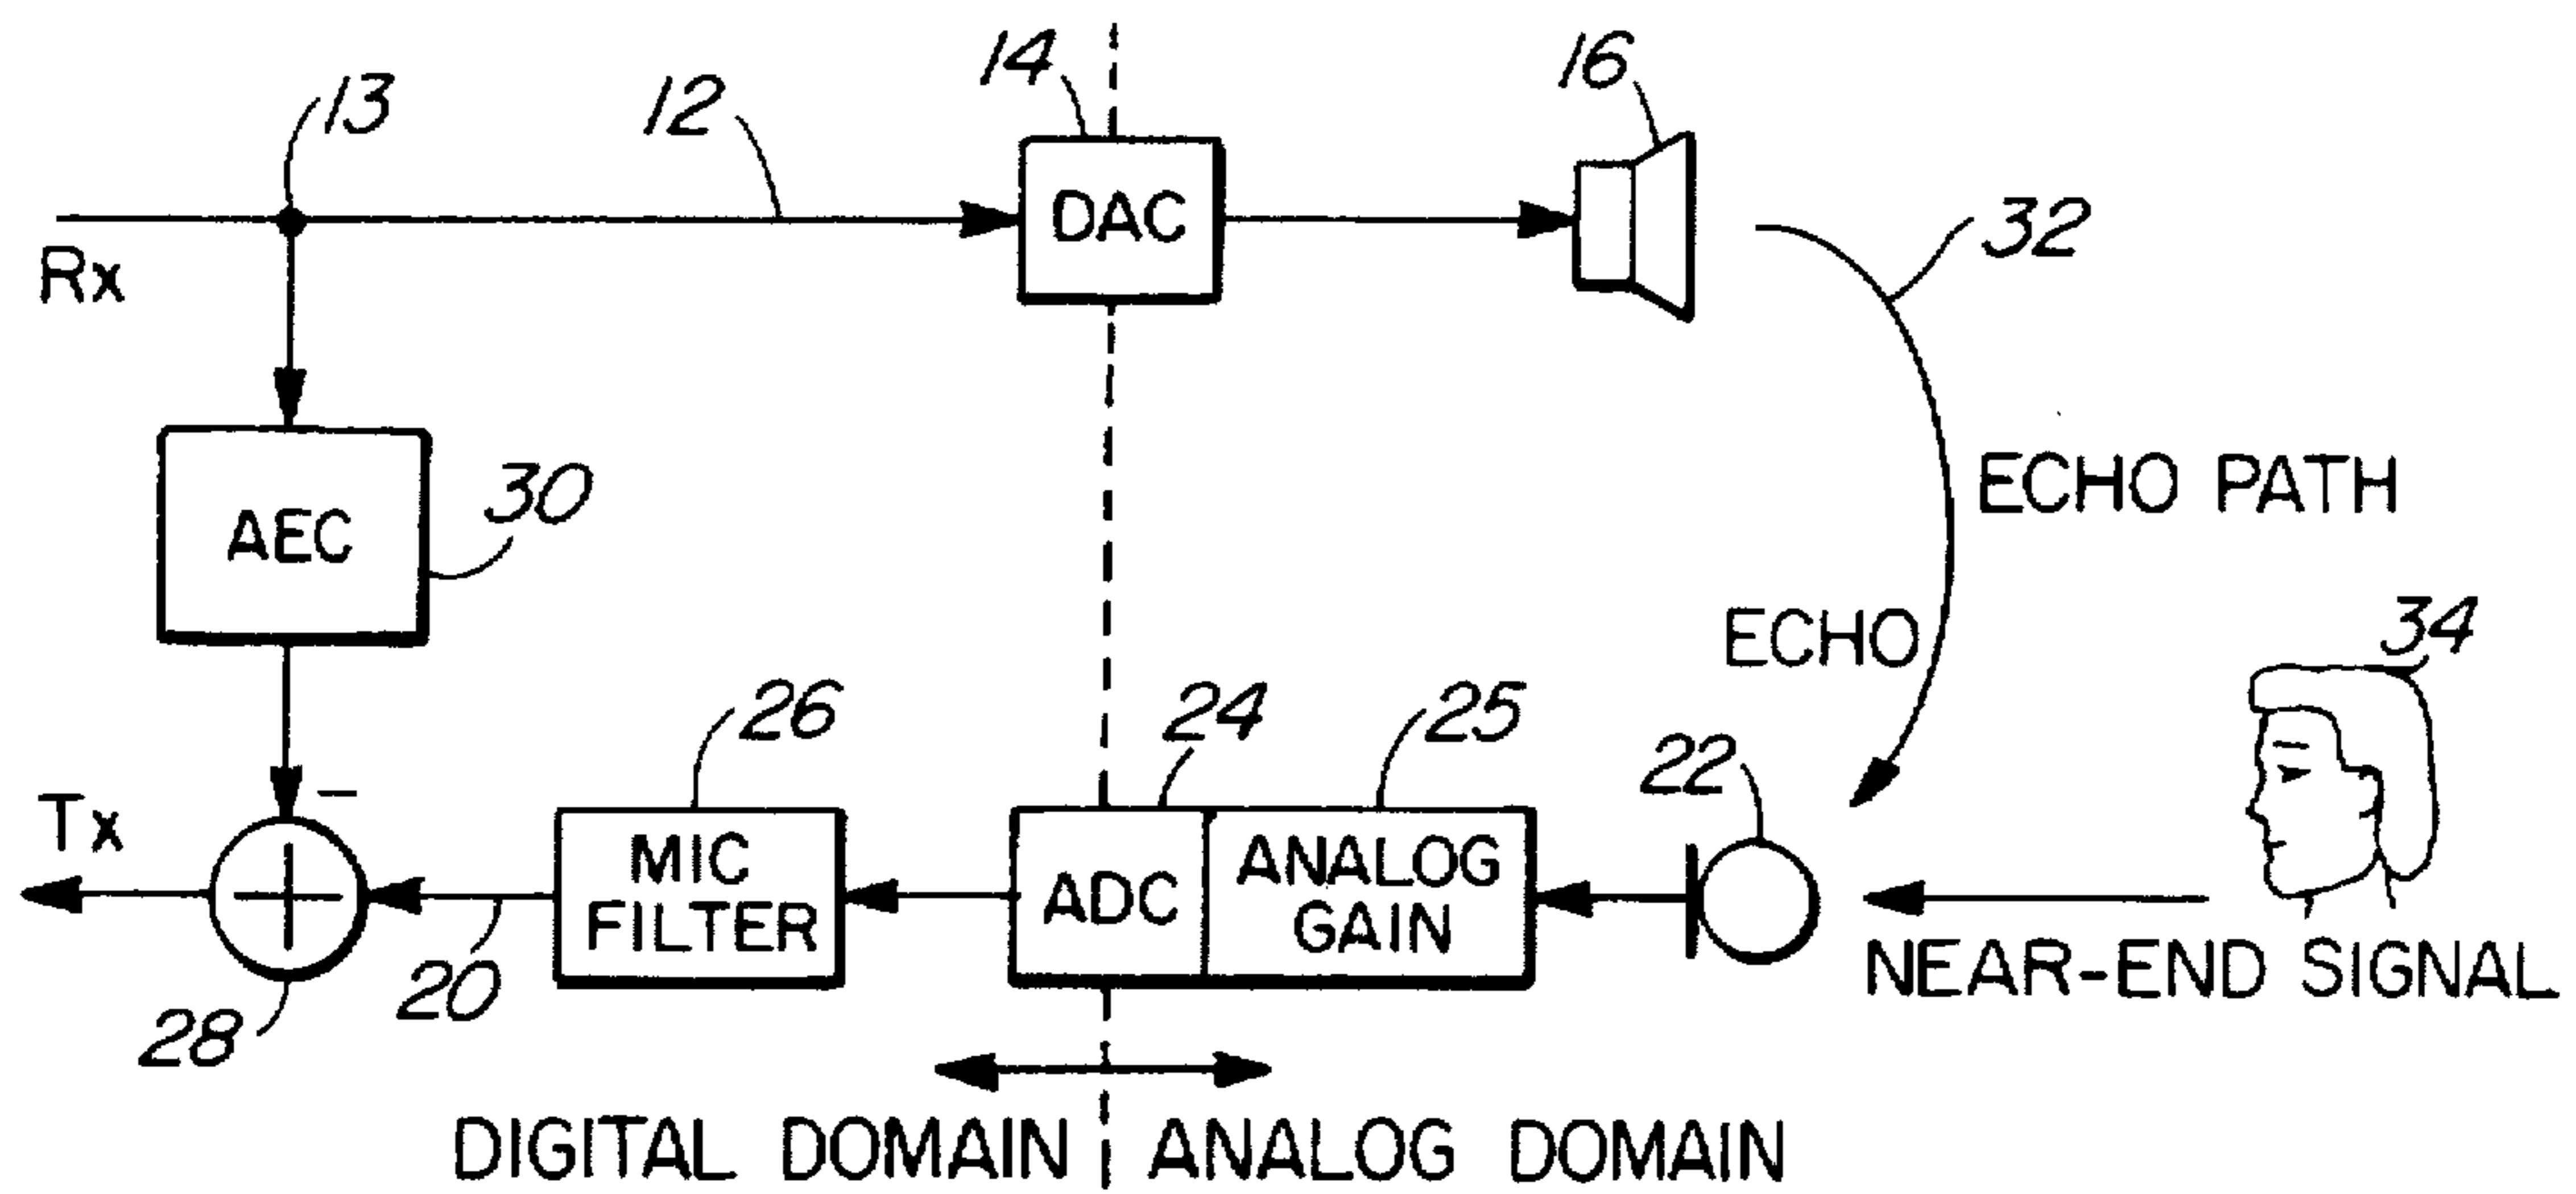 13
12
14
16
DAC
32
Rx
30
AEC
ECHO PATH
ECHO
34
26
24
25
22
Tx
−
MIC
FILTER
ADC
ANALOG
GAIN
20
28
NEAR-END SIGNAL
DIGITAL DOMAIN
ANALOG DOMAIN